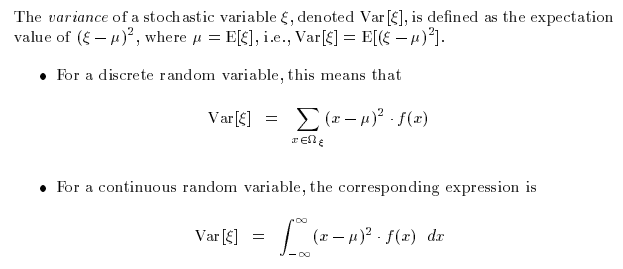 The variance of a stochastic variable ξ, denoted Var[ξ], is defined as the expectation
value of (ξ − μ)², where μ = E[ξ], i.e., Var[ξ] = E[(ξ − μ)²].
• For a discrete random variable, this means that
Var[ξ] = ∑_{x∈Ω_ξ} (x − μ)² · f(x)
• For a continuous random variable, the corresponding expression is
Var[ξ] = ∫_{−∞}^{∞} (x − μ)² · f(x) dx